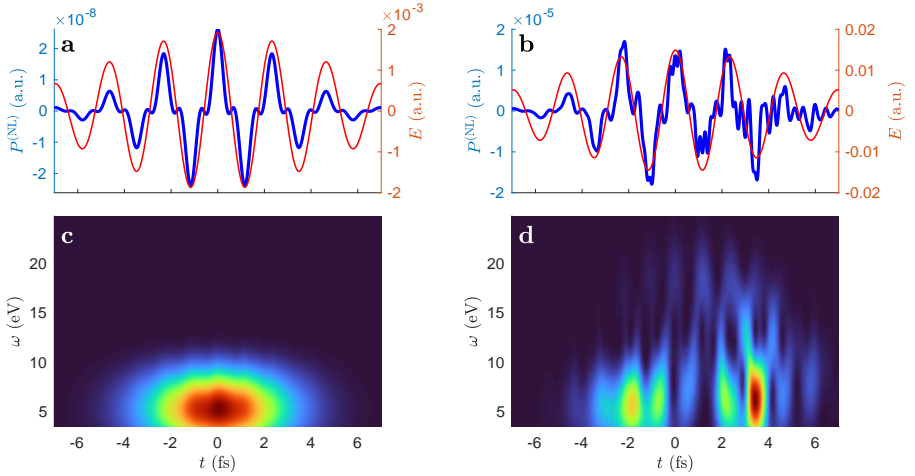 ×10⁻⁸ ×10⁻³ ×10⁻⁵
a b
2 1 0 -1 -2
P⁽ᴺᴸ⁾ (a.u.)
2 1 0 -1 -2
E (a.u.)
2 1 0 -1 -2
P⁽ᴺᴸ⁾ (a.u.)
0.02 0.01 0 -0.01 -0.02
E (a.u.)
c d
20 15 10 5
ω (eV)
20 15 10 5
ω (eV)
-6 -4 -2 0 2 4 6
t (fs)
-6 -4 -2 0 2 4 6
t (fs)